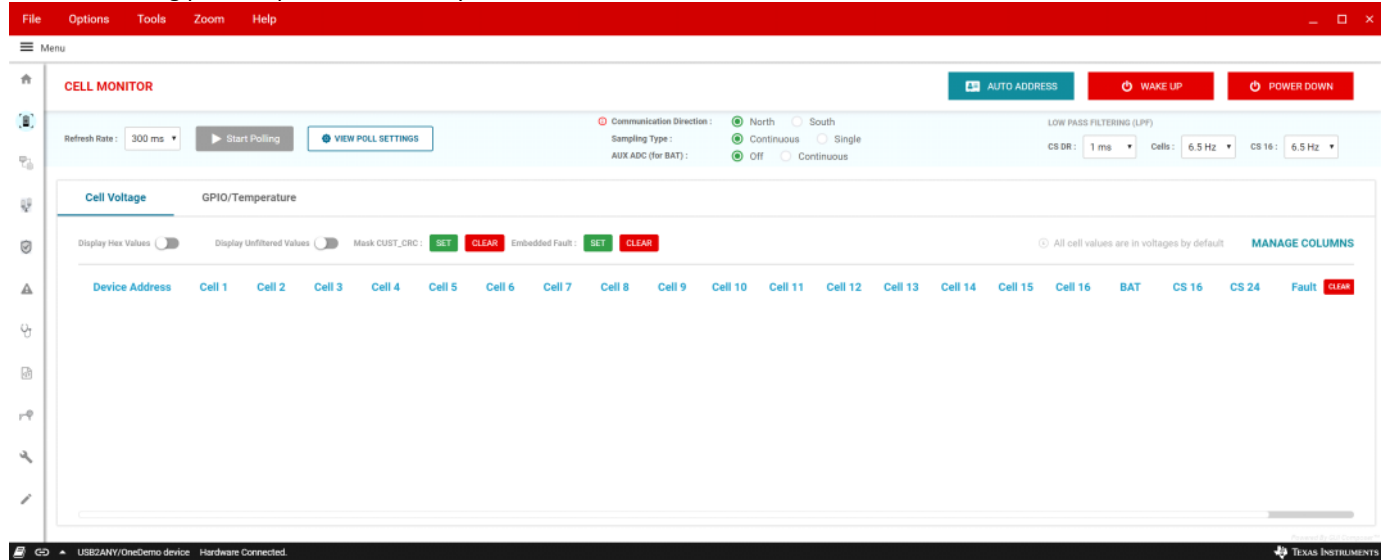 File Options Tools Zoom Help
Menu
CELL MONITOR
AUTO ADDRESS
WAKE UP
POWER DOWN
Refresh Rate : 300 ms
Start Polling
VIEW POLL SETTINGS
Communication Direction : North South
Sampling Type : Continuous Single
AUX ADC (for BAT) : Off Continuous
LOW PASS FILTERING (LPF)
CS DR : 1 ms Cells : 6.5 Hz CS 16 : 6.5 Hz
Cell Voltage GPIO/Temperature
Display Hex Values Display Unfiltered Values Mask CUST_CRC : SET CLEAR Embedded Fault : SET CLEAR
All cell values are in voltages by default MANAGE COLUMNS
Device Address Cell 1 Cell 2 Cell 3 Cell 4 Cell 5 Cell 6 Cell 7 Cell 8 Cell 9 Cell 10 Cell 11 Cell 12 Cell 13 Cell 14 Cell 15 Cell 16 BAT CS 16 CS 24 Fault CLEAR
USB2ANY/OneDemo device Hardware Connected.
TEXAS INSTRUMENTS